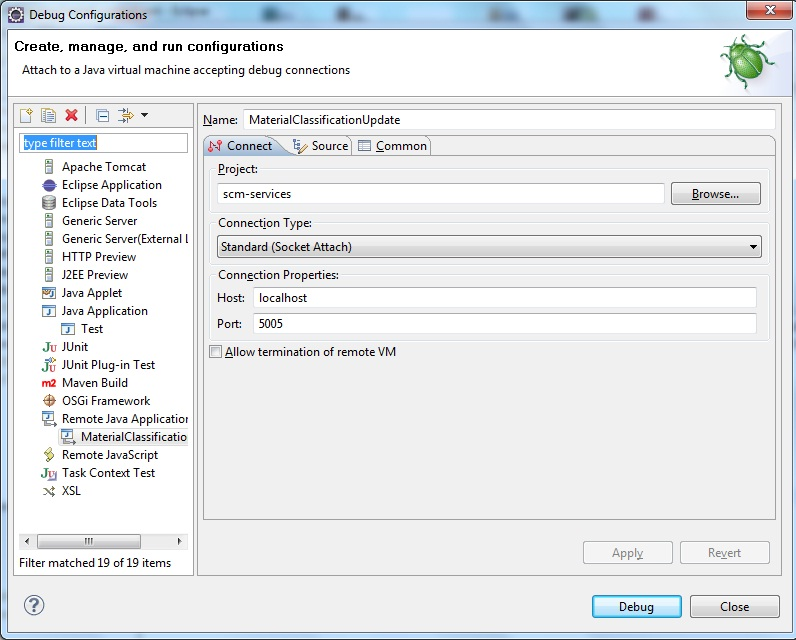 Debug Configurations
Create, manage, and run configurations
Attach to a Java virtual machine accepting debug connections
type filter text
Apache Tomcat
Eclipse Application
Eclipse Data Tools
Generic Server
Generic Server(External L
HTTP Preview
J2EE Preview
Java Applet
Java Application
Test
JUnit
JUnit Plug-in Test
Maven Build
OSGi Framework
Remote Java Application
MaterialClassificatio
Remote JavaScript
Task Context Test
XSL
Filter matched 19 of 19 items
Name: MaterialClassificationUpdate
Connect Source Common
Project:
scm-services Browse...
Connection Type:
Standard (Socket Attach)
Connection Properties:
Host: localhost
Port: 5005
Allow termination of remote VM
Apply Revert
Debug Close